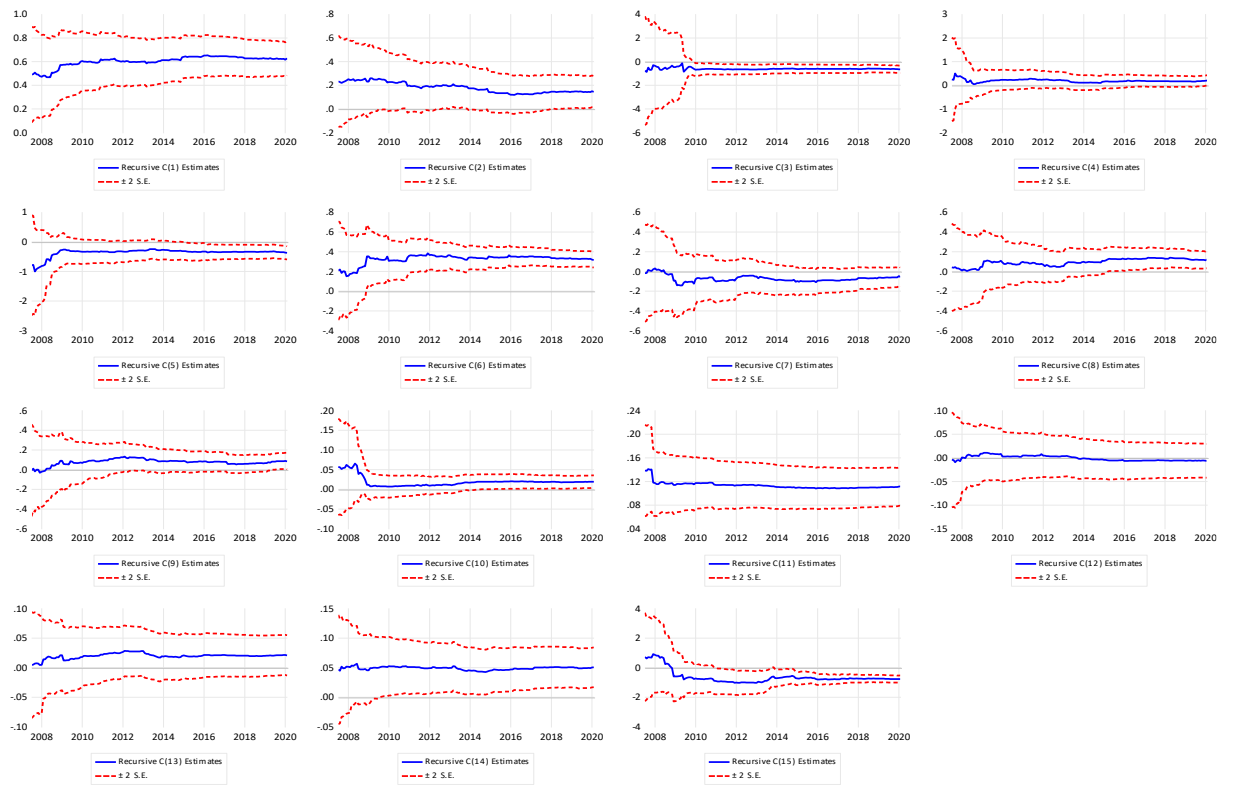 1.0
0.8
0.6
0.4
0.2
0.0
2008 2010 2012 2014 2016 2018 2020
Recursive C(1) Estimates
± 2 S.E.
.8
.6
.4
.2
.0
-.2
2008 2010 2012 2014 2016 2018 2020
Recursive C(2) Estimates
± 2 S.E.
4
2
0
-2
-4
-6
2008 2010 2012 2014 2016 2018 2020
Recursive C(3) Estimates
± 2 S.E.
3
2
1
0
-1
-2
2008 2010 2012 2014 2016 2018 2020
Recursive C(4) Estimates
± 2 S.E.
1
0
-1
-2
-3
2008 2010 2012 2014 2016 2018 2020
Recursive C(5) Estimates
± 2 S.E.
.8
.6
.4
.2
.0
-.2
-.4
2008 2010 2012 2014 2016 2018 2020
Recursive C(6) Estimates
± 2 S.E.
.6
.4
.2
.0
-.2
-.4
-.6
2008 2010 2012 2014 2016 2018 2020
Recursive C(7) Estimates
± 2 S.E.
.6
.4
.2
.0
-.2
-.4
-.6
2008 2010 2012 2014 2016 2018 2020
Recursive C(8) Estimates
± 2 S.E.
.6
.4
.2
.0
-.2
-.4
-.6
2008 2010 2012 2014 2016 2018 2020
Recursive C(9) Estimates
± 2 S.E.
.20
.15
.10
.05
.00
-.05
-.10
2008 2010 2012 2014 2016 2018 2020
Recursive C(10) Estimates
± 2 S.E.
.24
.20
.16
.12
.08
.04
2008 2010 2012 2014 2016 2018 2020
Recursive C(11) Estimates
± 2 S.E.
.10
.05
.00
-.05
-.10
-.15
2008 2010 2012 2014 2016 2018 2020
Recursive C(12) Estimates
± 2 S.E.
.10
.05
.00
-.05
-.10
2008 2010 2012 2014 2016 2018 2020
Recursive C(13) Estimates
± 2 S.E.
.15
.10
.05
.00
-.05
2008 2010 2012 2014 2016 2018 2020
Recursive C(14) Estimates
± 2 S.E.
4
2
0
-2
-4
2008 2010 2012 2014 2016 2018 2020
Recursive C(15) Estimates
± 2 S.E.